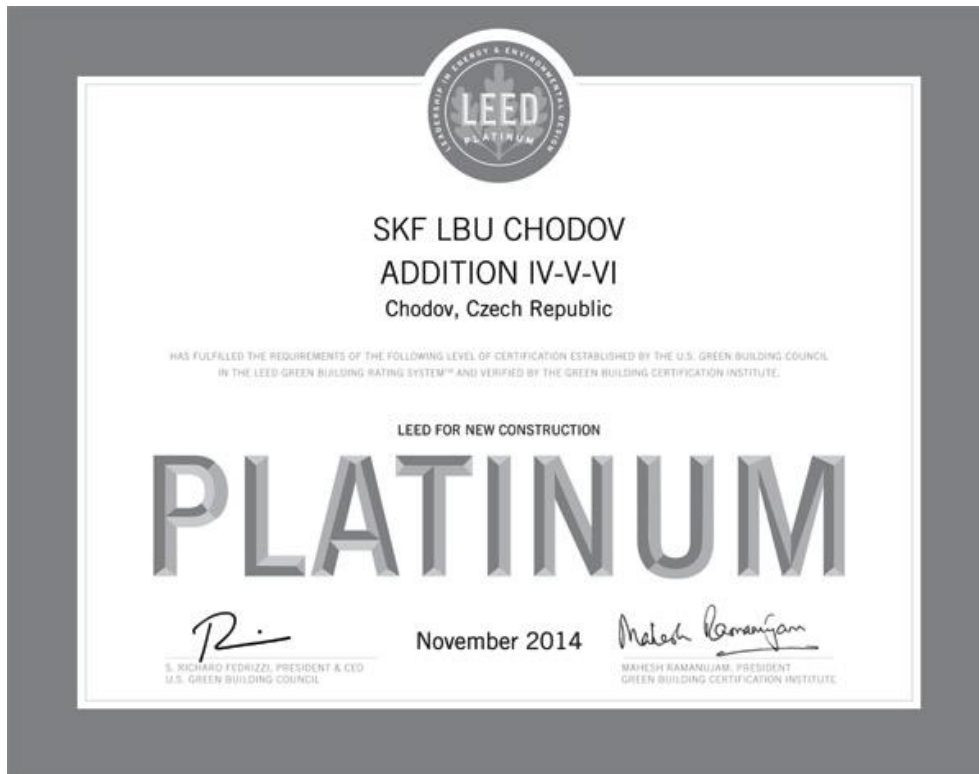 LEADERSHIP IN ENERGY & ENVIRONMENTAL DESIGN
LEED
PLATINUM
SKF LBU CHODOV
ADDITION IV-V-VI
Chodov, Czech Republic
HAS FULFILLED THE REQUIREMENTS OF THE FOLLOWING LEVEL OF CERTIFICATION ESTABLISHED BY THE U.S. GREEN BUILDING COUNCIL
IN THE LEED GREEN BUILDING RATING SYSTEM™ AND VERIFIED BY THE GREEN BUILDING CERTIFICATION INSTITUTE.
LEED FOR NEW CONSTRUCTION
PLATINUM
November 2014
Mahesh Ramanujam
S. RICHARD FEDRIZZI, PRESIDENT & CEO
U.S. GREEN BUILDING COUNCIL
MAHESH RAMANUJAM, PRESIDENT
GREEN BUILDING CERTIFICATION INSTITUTE